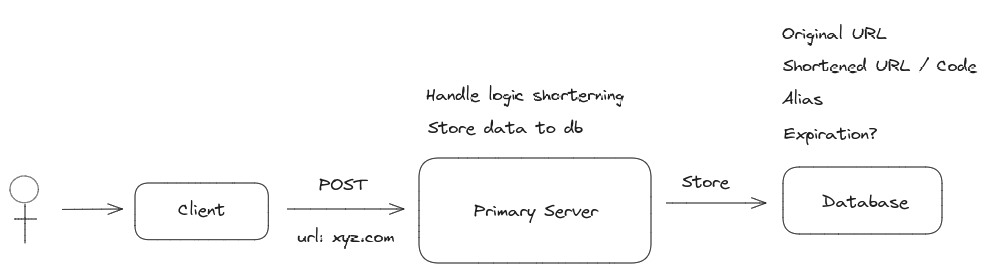 Original URL
Shortened URL / Code
Alias
Expiration?
Handle logic shorterning
Store data to db
POST
url: xyz.com
Store
Client
Primary Server
Database